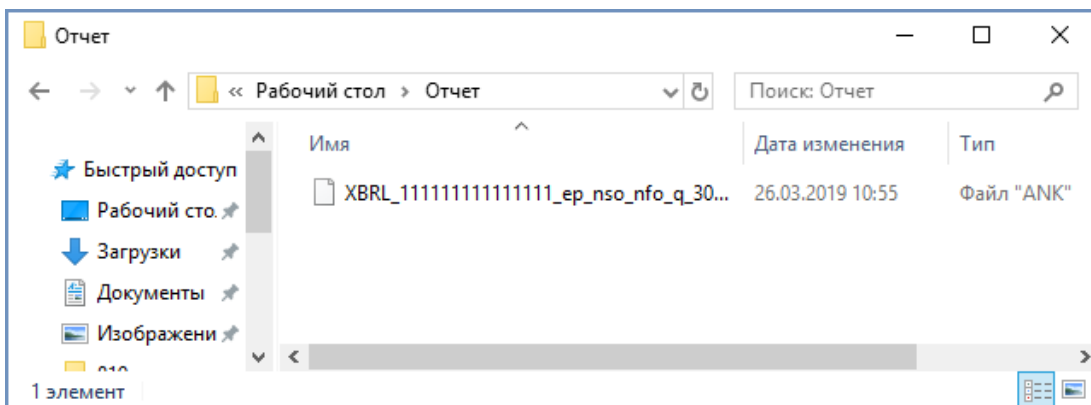 Отчет
« Рабочий стол › Отчет
Поиск: Отчет
Имя
Дата изменения
Тип
Быстрый доступ
Рабочий сто.
Загрузки
Документы
Изображени
XBRL_1111111111111111_ep_nso_nfo_q_30...
26.03.2019 10:55
Файл "ANK"
1 элемент